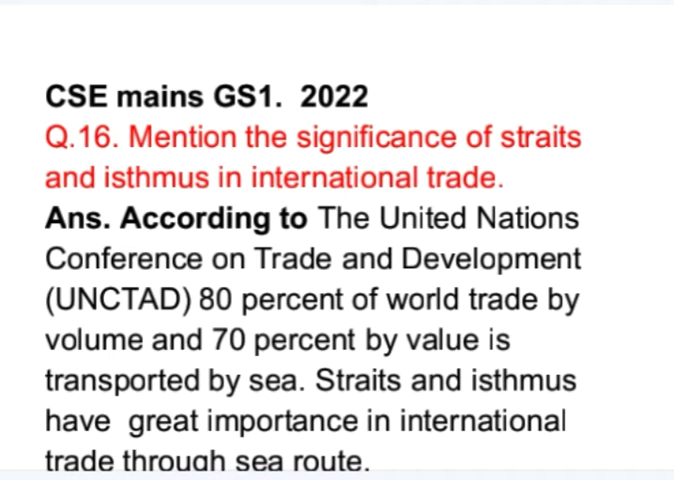 CSE mains GS1.  2022
Q.16. Mention the significance of straits
and isthmus in international trade.
Ans. According to The United Nations
Conference on Trade and Development
(UNCTAD) 80 percent of world trade by
volume and 70 percent by value is
transported by sea. Straits and isthmus
have  great importance in international
trade through sea route.